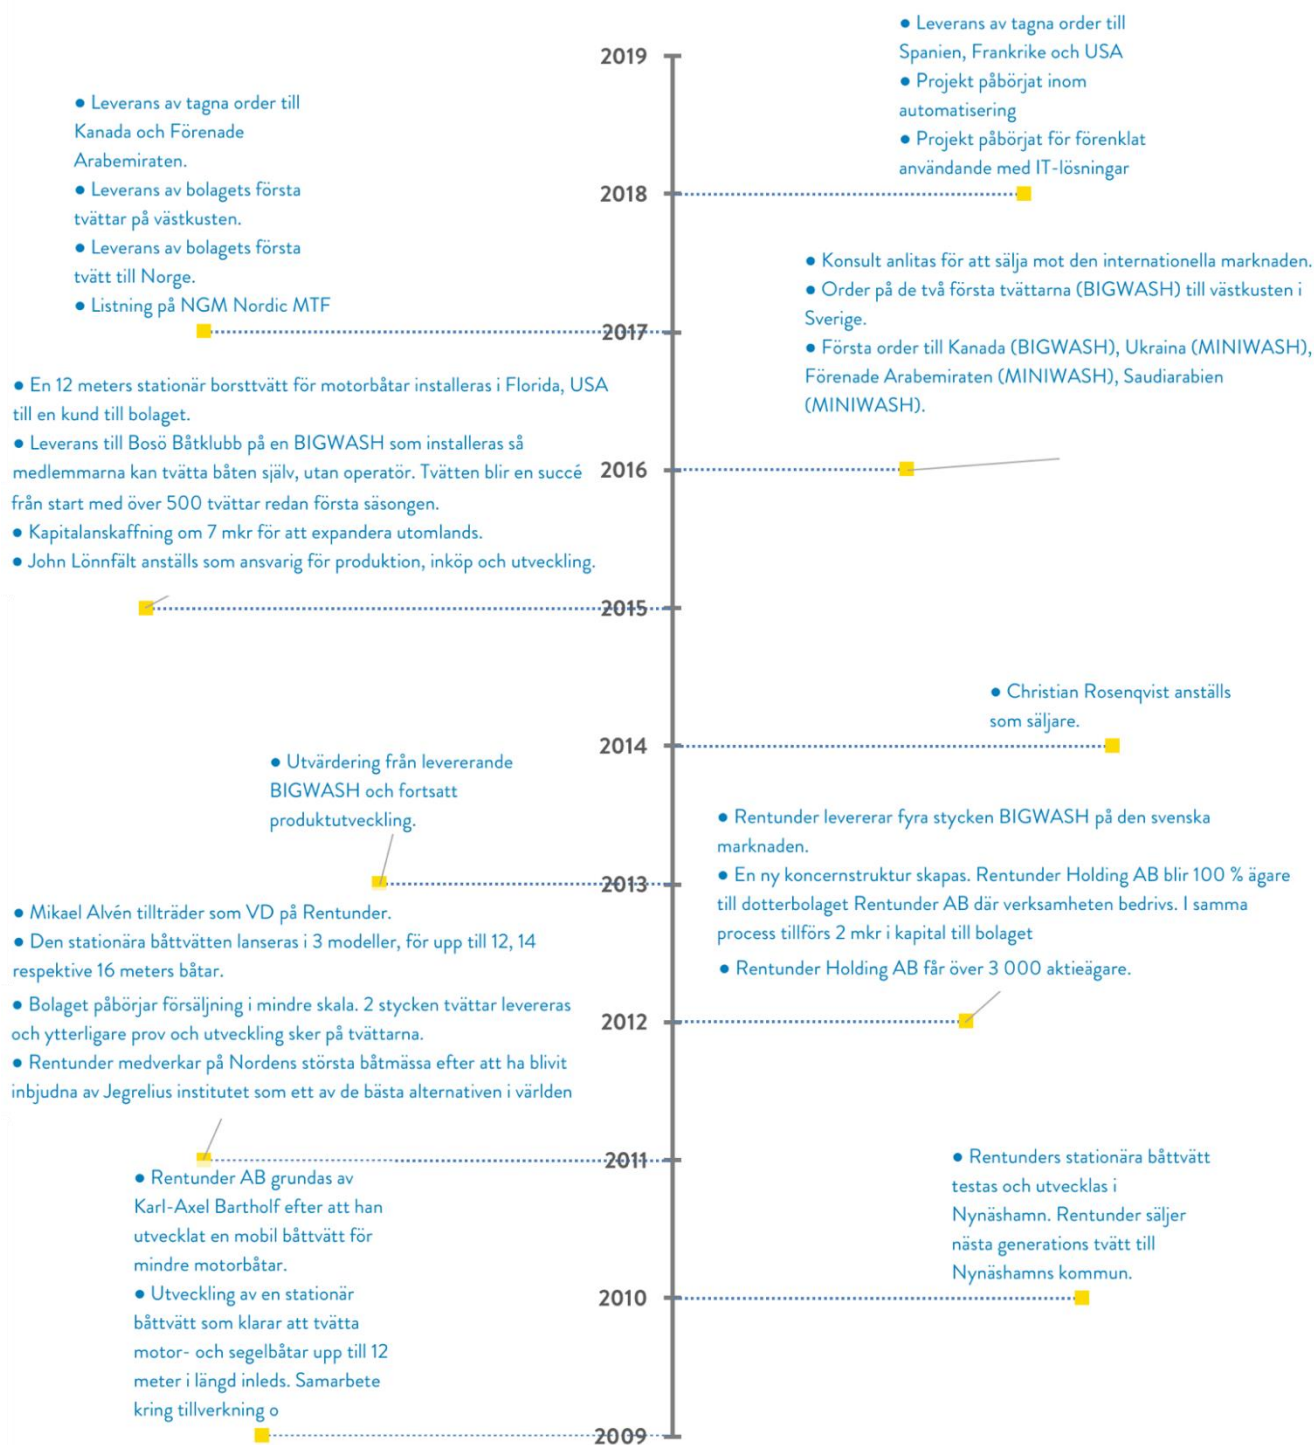 2019
● Leverans av tagna order till
Spanien, Frankrike och USA
● Projekt påbörjat inom
automatisering
● Projekt påbörjat för förenklat
användande med IT-lösningar
2018
● Leverans av tagna order till
Kanada och Förenade
Arabemiraten.
● Leverans av bolagets första
tvättar på västkusten.
● Leverans av bolagets första
tvätt till Norge.
● Listning på NGM Nordic MTF
2017
● Konsult anlitas för att sälja mot den internationella marknaden.
● Order på de två första tvättarna (BIGWASH) till västkusten i
Sverige.
● Första order till Kanada (BIGWASH), Ukraina (MINIWASH),
Förenade Arabemiraten (MINIWASH), Saudiarabien
(MINIWASH).
2016
● En 12 meters stationär borsttvätt för motorbåtar installeras i Florida, USA
till en kund till bolaget.
● Leverans till Bosö Båtklubb på en BIGWASH som installeras så
medlemmarna kan tvätta båten själv, utan operatör. Tvätten blir en succé
från start med över 500 tvättar redan första säsongen.
● Kapitalanskaffning om 7 mkr för att expandera utomlands.
● John Lönnfält anställs som ansvarig för produktion, inköp och utveckling.
2015
● Christian Rosenqvist anställs
som säljare.
2014
● Utvärdering från levererande
BIGWASH och fortsatt
produktutveckling.
2013
● Rentunder levererar fyra stycken BIGWASH på den svenska
marknaden.
● En ny koncernstruktur skapas. Rentunder Holding AB blir 100 % ägare
till dotterbolaget Rentunder AB där verksamheten bedrivs. I samma
process tillförs 2 mkr i kapital till bolaget
● Rentunder Holding AB får över 3 000 aktieägare.
2012
● Mikael Alvén tillträder som VD på Rentunder.
● Den stationära båttvätten lanseras i 3 modeller, för upp till 12, 14
respektive 16 meters båtar.
● Bolaget påbörjar försäljning i mindre skala. 2 stycken tvättar levereras
och ytterligare prov och utveckling sker på tvättarna.
● Rentunder medverkar på Nordens största båtmässa efter att ha blivit
inbjudna av Jegrelius institutet som ett av de bästa alternativen i världen
2011
● Rentunders stationära båttvätt
testas och utvecklas i
Nynäshamn. Rentunder säljer
nästa generations tvätt till
Nynäshamns kommun.
2010
● Rentunder AB grundas av
Karl-Axel Bartholf efter att han
utvecklat en mobil båttvätt för
mindre motorbåtar.
● Utveckling av en stationär
båttvätt som klarar att tvätta
motor- och segelbåtar upp till 12
meter i längd inleds. Samarbete
kring tillverkning o
2009